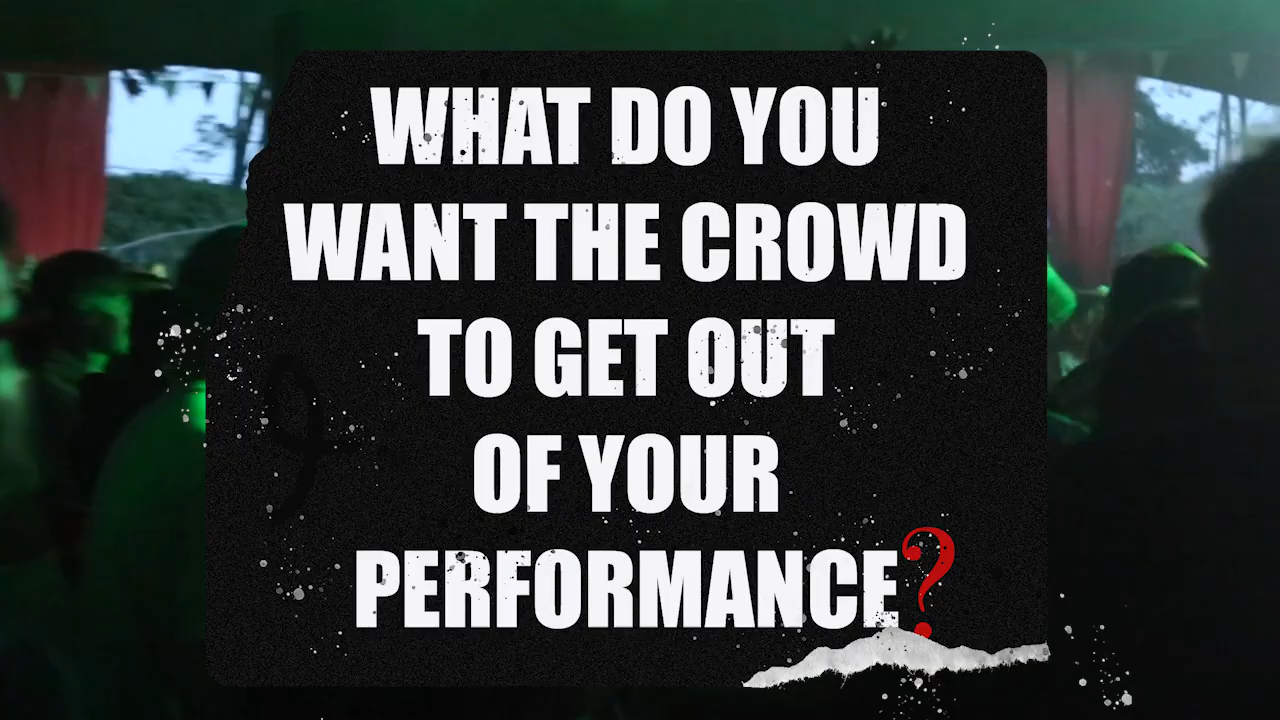 WHAT DO YOU
WANT THE CROWD
TO GET OUT
OF YOUR
PERFORMANCE?